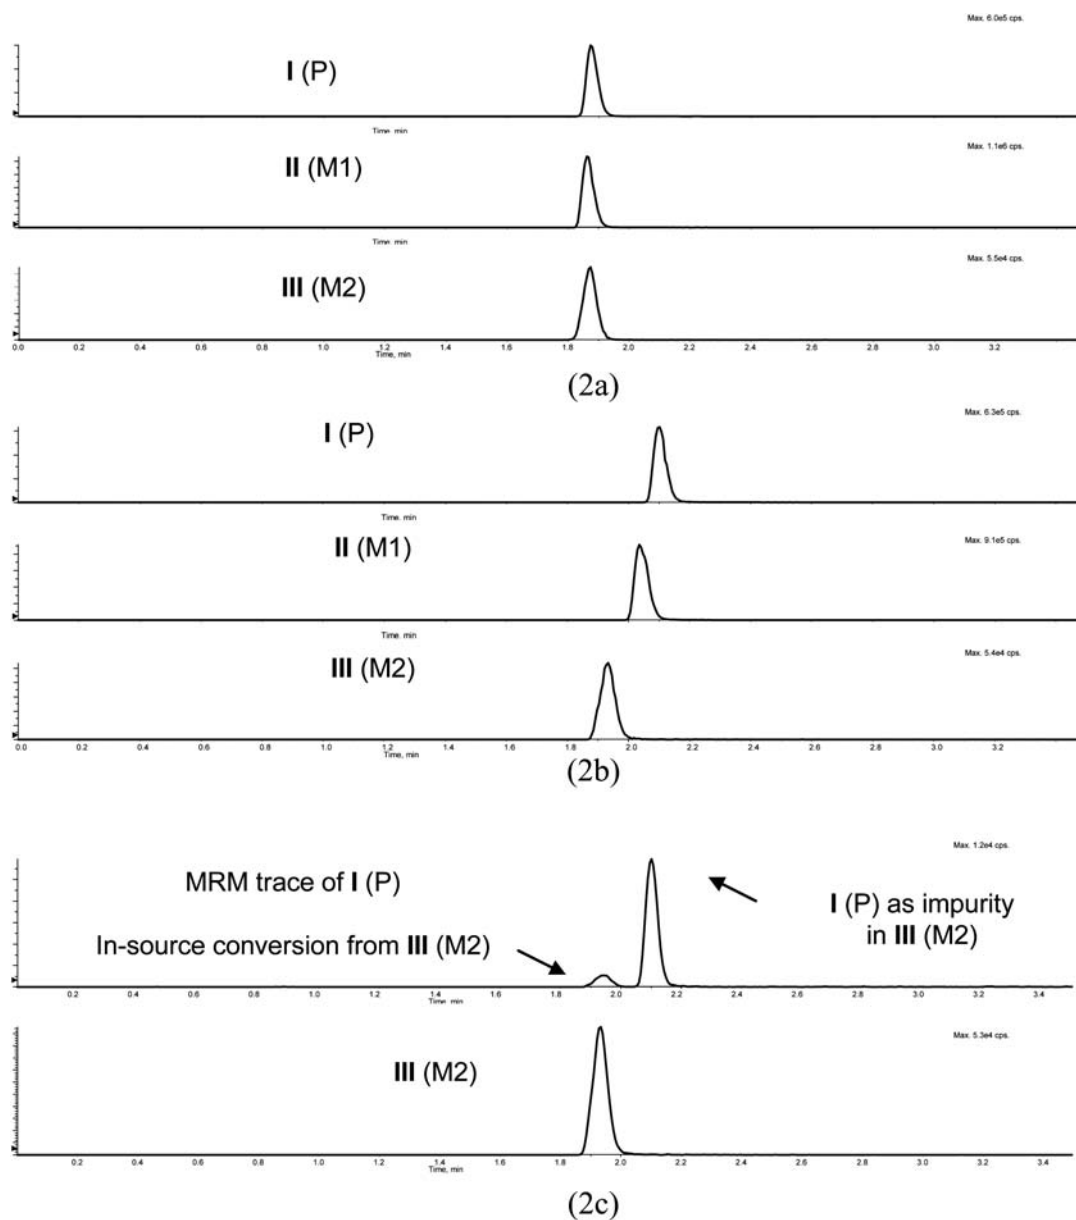 Max. 6.0e5 cps.
I (P)
Time, min
Max. 1.1e6 cps.
II (M1)
Time, min
Max. 5.5e4 cps.
III (M2)
0.0 0.2 0.4 0.6 0.8 1.0 1.2 1.4 1.6 1.8 2.0 2.2 2.4 2.6 2.8 3.0 3.2
Time, min
(2a)
Max. 6.3e5 cps.
I (P)
Time, min
Max. 9.1e5 cps.
II (M1)
Time, min
Max. 5.4e4 cps.
III (M2)
0.0 0.2 0.4 0.6 0.8 1.0 1.2 1.4 1.6 1.8 2.0 2.2 2.4 2.6 2.8 3.0 3.2
Time, min
(2b)
Max. 1.2e4 cps.
MRM trace of I (P)
I (P) as impurity
in III (M2)
In-source conversion from III (M2)
0.2 0.4 0.6 0.8 1.0 1.2 1.4 1.6 1.8 2.0 2.2 2.4 2.6 2.8 3.0 3.2 3.4
Time, min
Max. 5.3e4 cps.
III (M2)
0.2 0.4 0.6 0.8 1.0 1.2 1.4 1.6 1.8 2.0 2.2 2.4 2.6 2.8 3.0 3.2 3.4
Time, min
(2c)